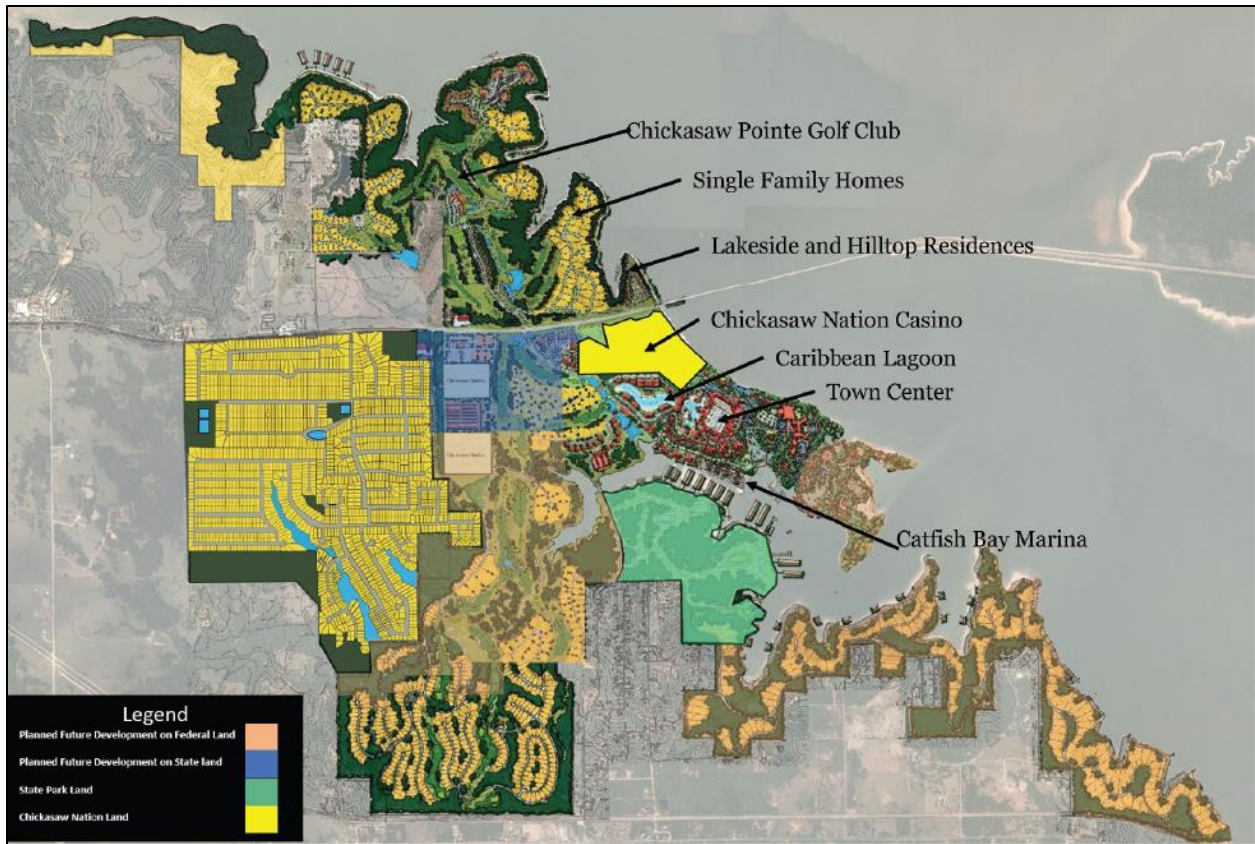 Chickasaw Pointe Golf Club
Single Family Homes
Lakeside and Hilltop Residences
Chickasaw Nation Casino
Caribbean Lagoon
Town Center
Catfish Bay Marina
Legend
Planned Future Development on Federal Land
Planned Future Development on State land
State Park Land
Chickasaw Nation Land